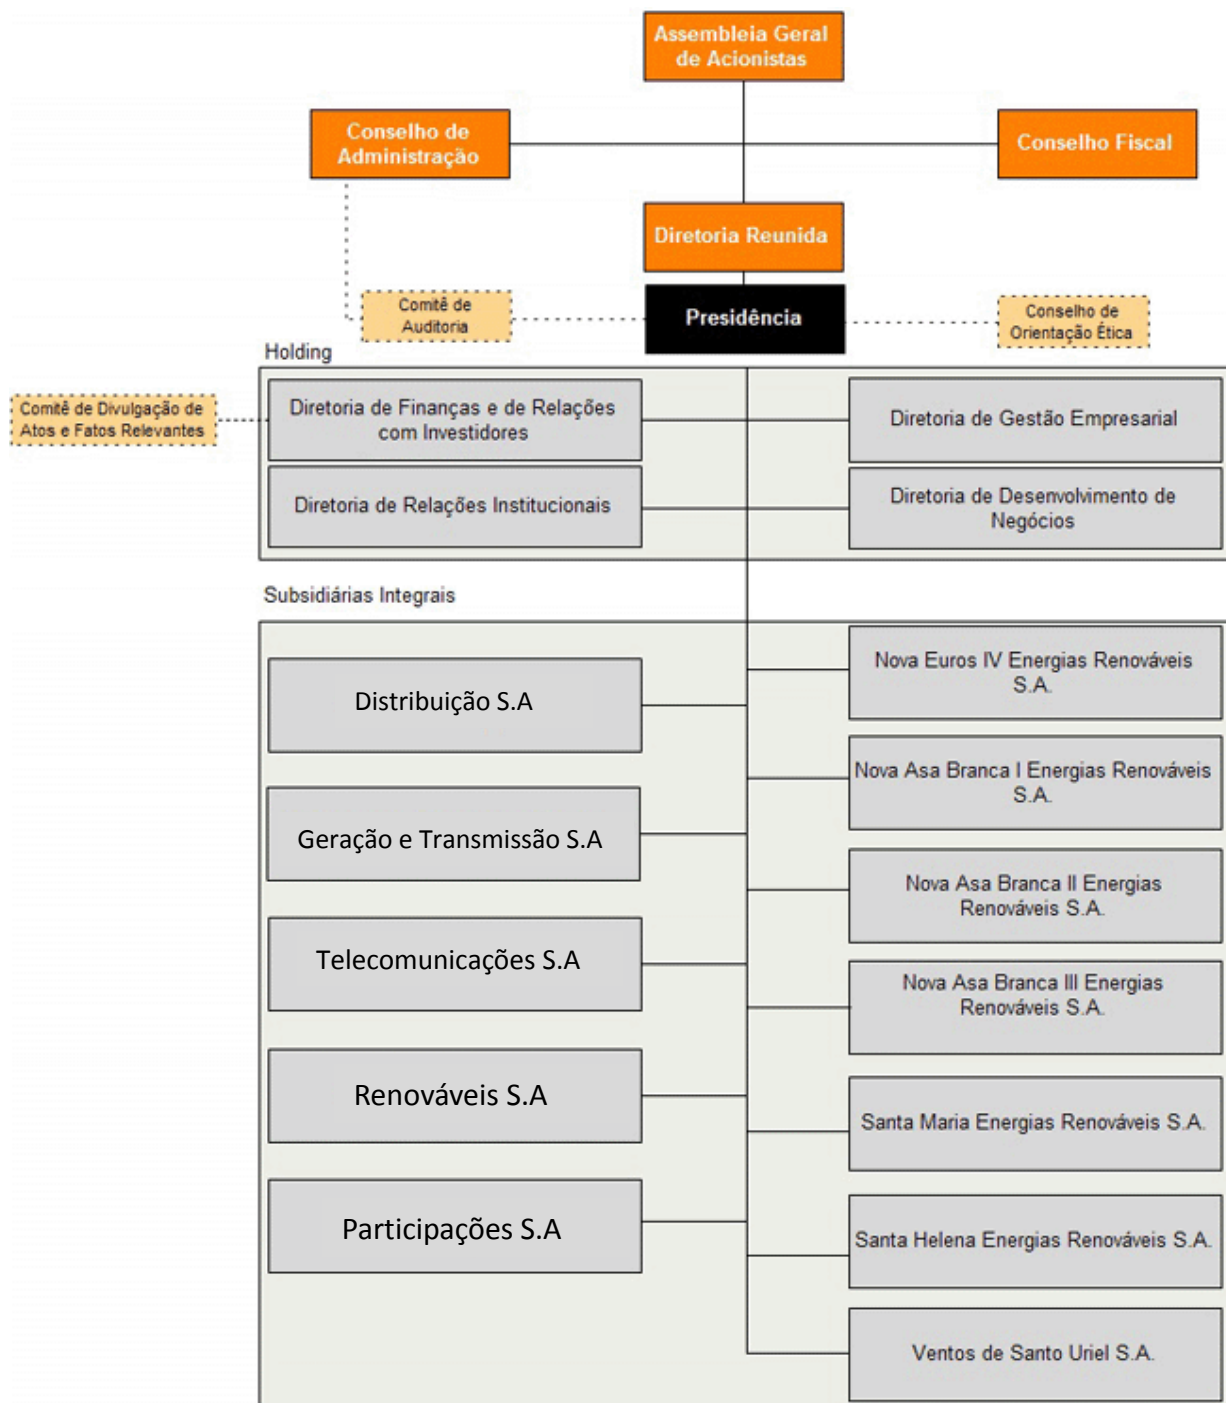 Assembleia Geral
de Acionistas
Conselho de
Administração
Conselho Fiscal
Diretoria Reunida
Comitê de
Auditoria
Presidência
Conselho de
Orientação Ética
Holding
Comitê de Divulgação de
Atos e Fatos Relevantes
Diretoria de Finanças e de Relações
com Investidores
Diretoria de Gestão Empresarial
Diretoria de Relações Institucionais
Diretoria de Desenvolvimento de
Negócios
Subsidiárias Integrais
Distribuição S.A
Nova Euros IV Energias Renováveis
S.A.
Geração e Transmissão S.A
Nova Asa Branca I Energias Renováveis
S.A.
Telecomunicações S.A
Nova Asa Branca II Energias
Renováveis S.A.
Nova Asa Branca III Energias
Renováveis S.A.
Renováveis S.A
Santa Maria Energias Renováveis S.A.
Participações S.A
Santa Helena Energias Renováveis S.A.
Ventos de Santo Uriel S.A.